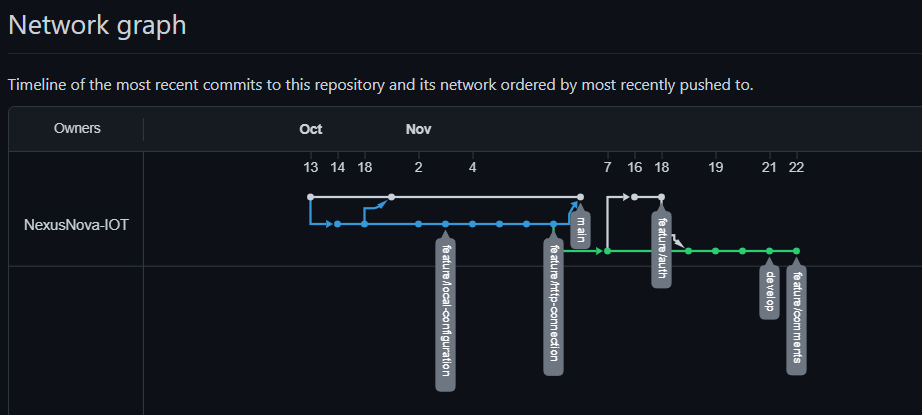 Network graph
Timeline of the most recent commits to this repository and its network ordered by most recently pushed to.
Owners
Oct
Nov
13 14 18 2 4 7 16 18 19 21 22
NexusNova-IOT
main
feature/auth
feature/local-configuration
feature/http-connection
develop
feature/comments